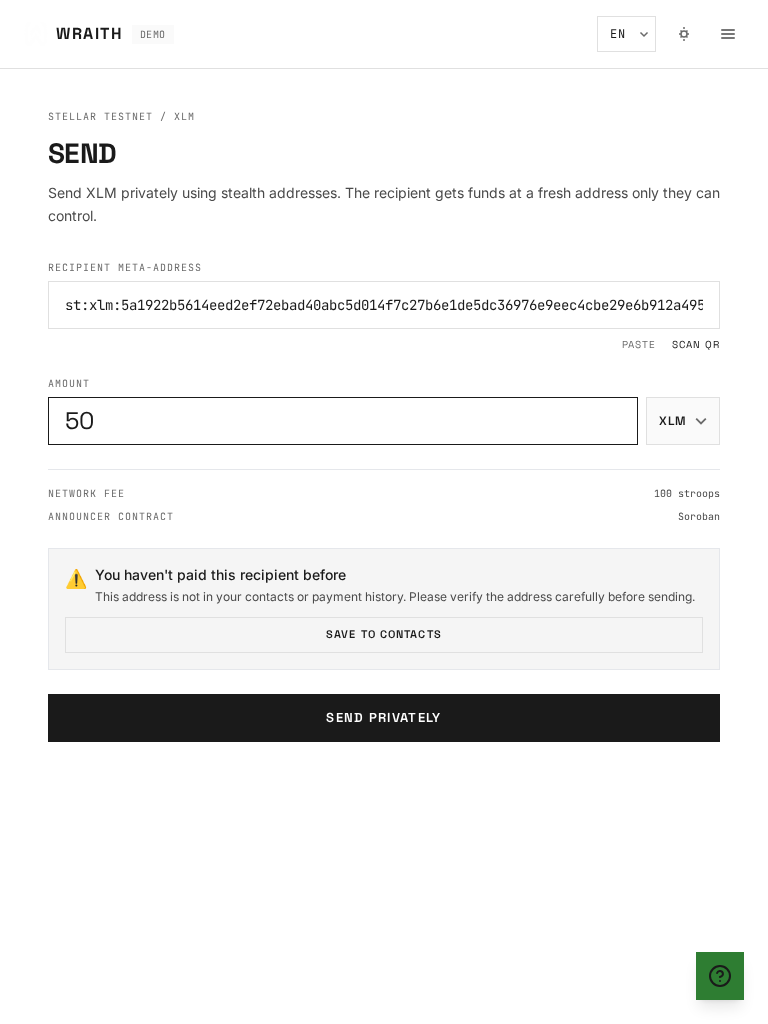 WRAITH DEMO EN
STELLAR TESTNET / XLM
SEND
Send XLM privately using stealth addresses. The recipient gets funds at a fresh address only they can
control.
RECIPIENT META-ADDRESS
st:xlm:5a1922b5614eed2ef72ebad40abc5d014f7c27b6e1de5dc36976e9eec4cbe29e6b912a495
PASTE SCAN QR
AMOUNT
50 XLM
NETWORK FEE 100 stroops
ANNOUNCER CONTRACT Soroban
You haven't paid this recipient before
This address is not in your contacts or payment history. Please verify the address carefully before sending.
SAVE TO CONTACTS
SEND PRIVATELY